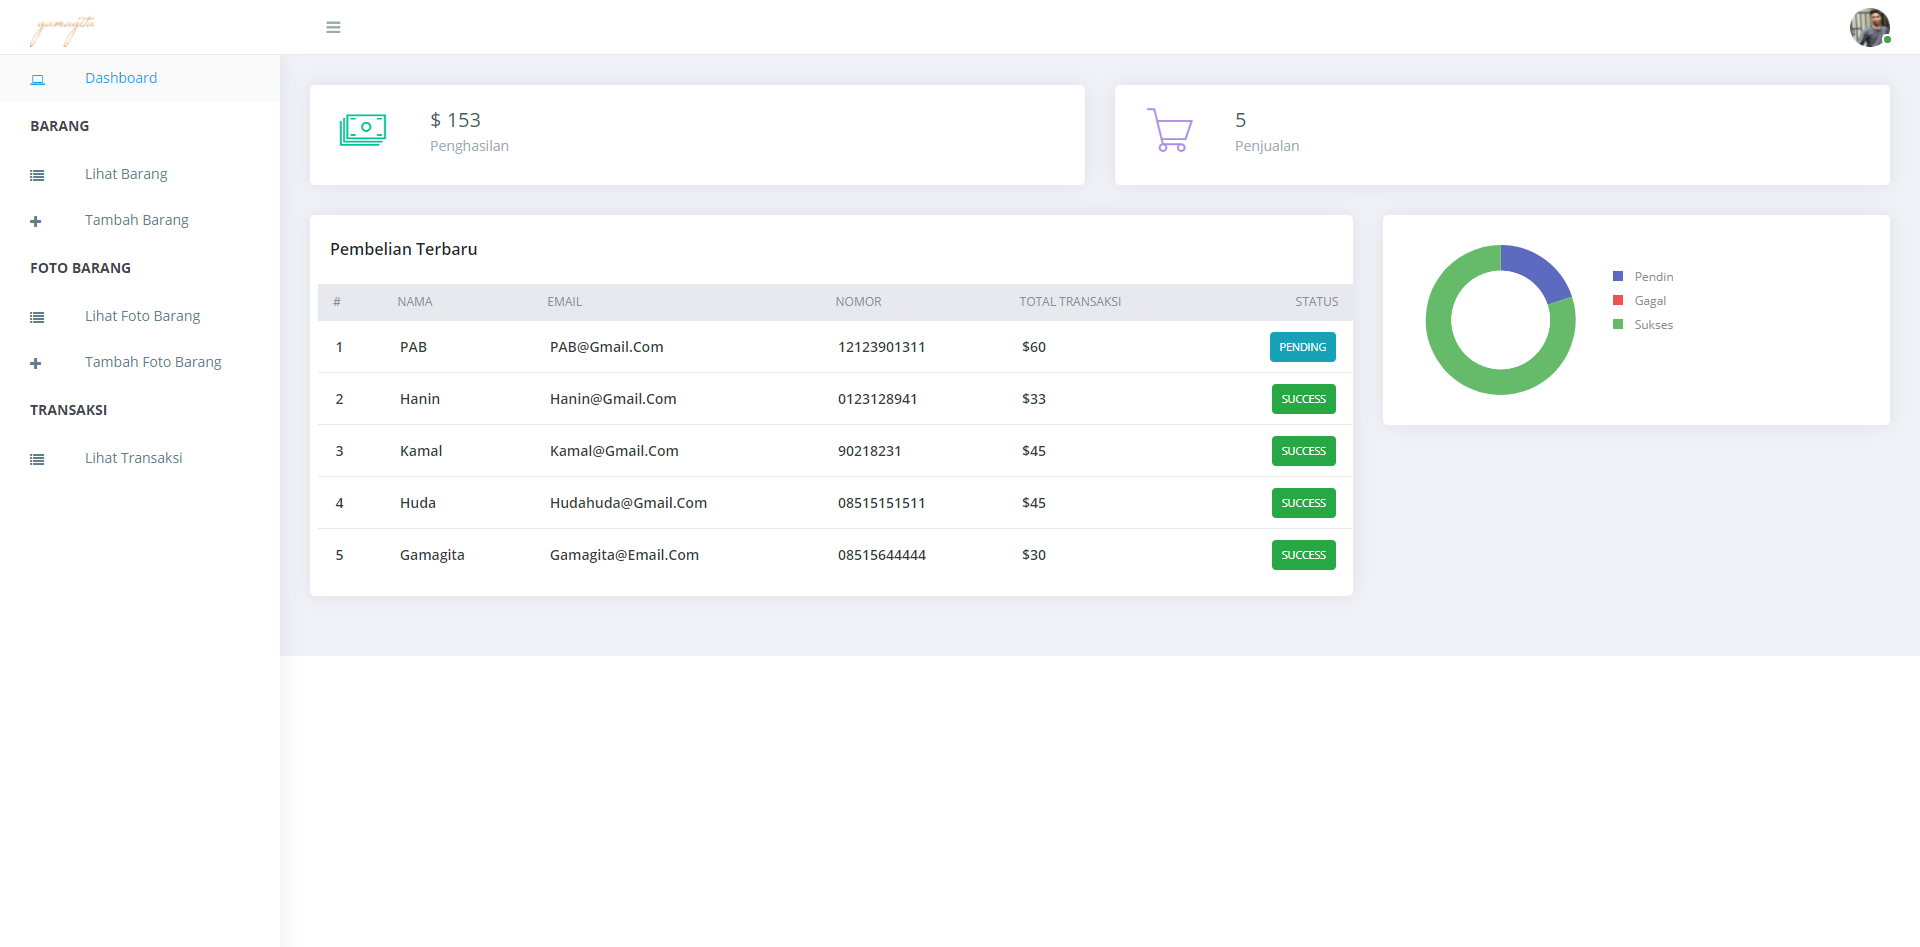 gamagita
Dashboard
BARANG
Lihat Barang
Tambah Barang
FOTO BARANG
Lihat Foto Barang
Tambah Foto Barang
TRANSAKSI
Lihat Transaksi
$ 153
Penghasilan
5
Penjualan
Pembelian Terbaru
# NAMA EMAIL NOMOR TOTAL TRANSAKSI STATUS
1 PAB PAB@Gmail.Com 12123901311 $60 PENDING
2 Hanin Hanin@Gmail.Com 0123128941 $33 SUCCESS
3 Kamal Kamal@Gmail.Com 90218231 $45 SUCCESS
4 Huda Hudahuda@Gmail.Com 08515151511 $45 SUCCESS
5 Gamagita Gamagita@Email.Com 08515644444 $30 SUCCESS
Pendin
Gagal
Sukses